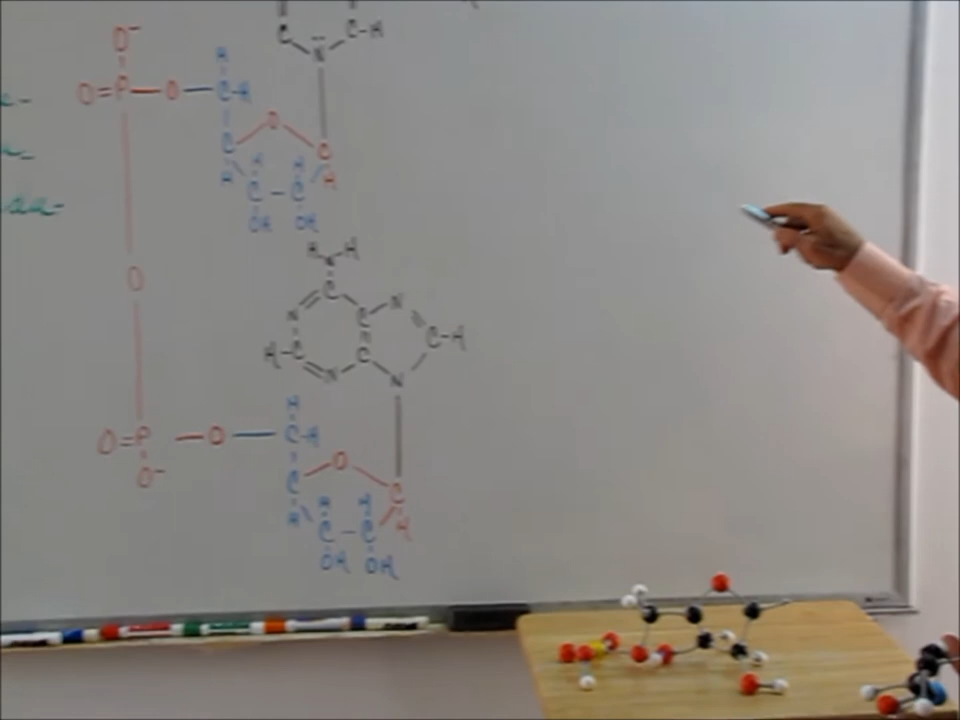 O⁻
C C-H
N
H
O=P-O-C-H
O
C C
H H H H
C-C
OH OH
H N H
O
C
N C N
C-H
H-C C
N N
H
O=P-O-C-H
O
O⁻ C C
H H H H
C-C
OH OH